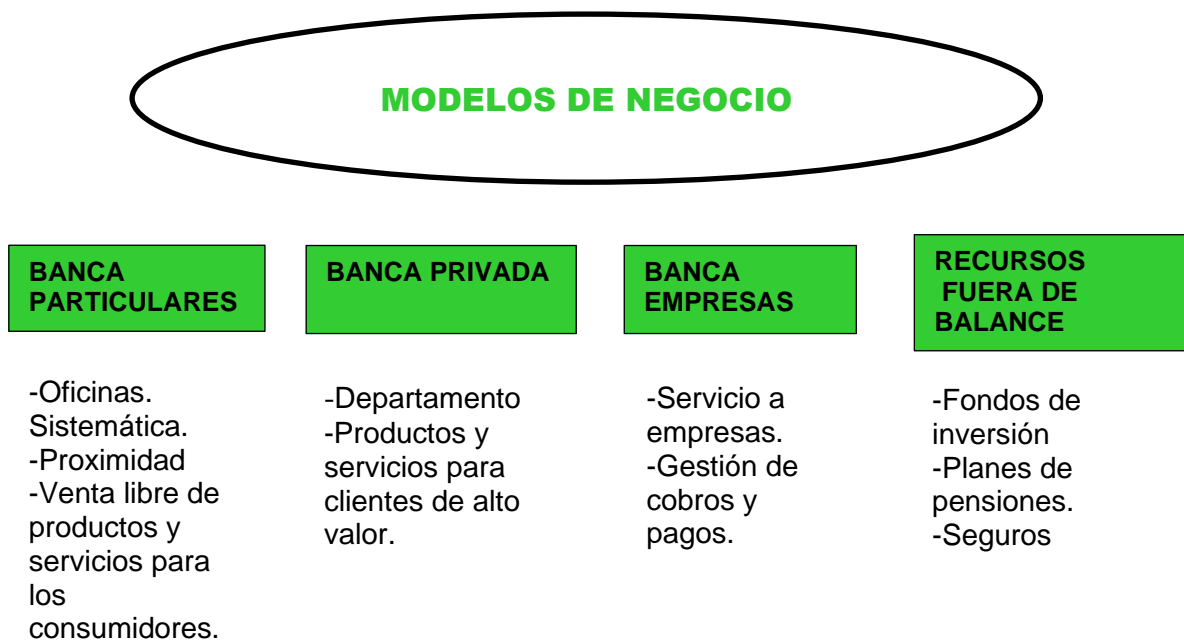 MODELOS DE NEGOCIO
BANCA
PARTICULARES
-Oficinas.
Sistemática.
-Proximidad
-Venta libre de
productos y
servicios para
los
consumidores.
BANCA PRIVADA
-Departamento
-Productos y
servicios para
clientes de alto
valor.
BANCA
EMPRESAS
-Servicio a
empresas.
-Gestión de
cobros y
pagos.
RECURSOS
FUERA DE
BALANCE
-Fondos de
inversión
-Planes de
pensiones.
-Seguros